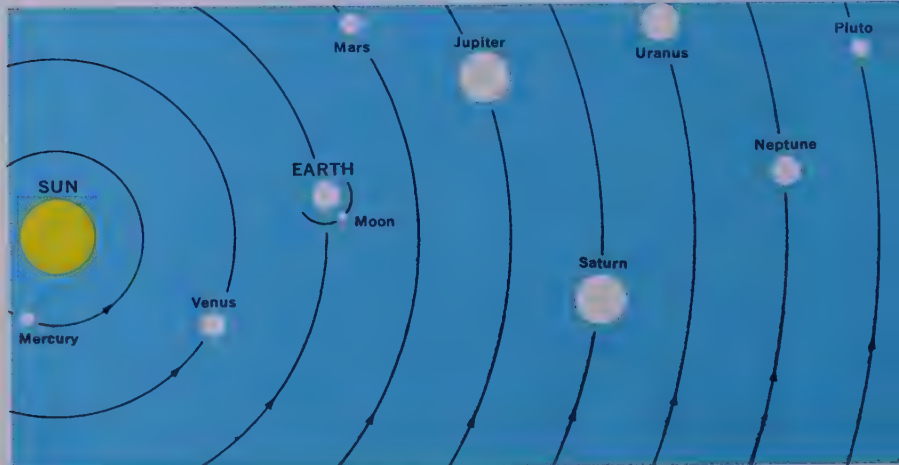 SUN
Mercury
Venus
EARTH
Moon
Mars
Jupiter
Saturn
Uranus
Neptune
Pluto